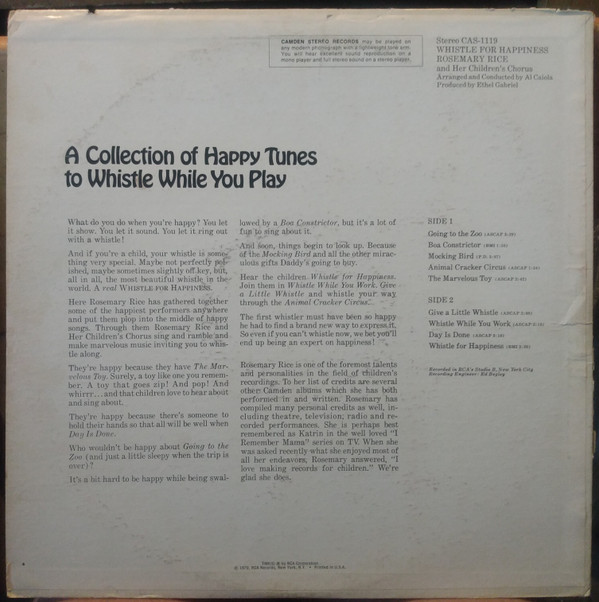 CAMDEN STEREO RECORDS may be played on
any modern phonograph with a lightweight tone arm.
You will hear excellent sound reproduction on a
mono player and full stereo sound on a stereo player.
Stereo CAS-1119
WHISTLE FOR HAPPINESS
ROSEMARY RICE
and Her Children's Chorus
Arranged and Conducted by Al Caiola
Produced by Ethel Gabriel
A Collection of Happy Tunes
to Whistle While You Play
What do you do when you're happy? You let
it show. You let it sound. You let it ring out
with a whistle!
And if you're a child, your whistle is some-
thing very special. Maybe not perfectly pol-
ished, maybe sometimes slightly off key, but,
all in all, the most beautiful whistle in the
world. A real WHISTLE FOR HAPPINESS.
Here Rosemary Rice has gathered together
some of the happiest performers anywhere
and put them plop into the middle of happy
songs. Through them Rosemary Rice and
Her Children's Chorus sing and ramble and
make marvelous music inviting you to whis-
tle along.
They're happy because they have The Mar-
velous Toy. Surely, a toy like one you remem-
ber. A toy that goes zip! And pop! And
whirrr...and that children love to hear about
and sing about.
They're happy because there's someone to
hold their hands so that all will be well when
Day Is Done.
Who wouldn't be happy about Going to the
Zoo (and just a little sleepy when the trip is
over)?
It's a bit hard to be happy while being swal-
lowed by a Boa Constrictor, but it's a lot of
fun to sing about it.
And soon, things begin to look up. Because
of the Mocking Bird and all the other mirac-
ulous gifts Daddy's going to buy.
Hear the children Whistle for Happiness.
Join them in Whistle While You Work, Give
a Little Whistle and whistle your way
through the Animal Cracker Circus.
The first whistler must have been so happy
he had to find a brand new way to express it.
So even if you can't whistle now, we bet you'll
end up being an expert on happiness!
Rosemary Rice is one of the foremost talents
and personalities in the field of children's
recordings. To her list of credits are several
other Camden albums which she has both
performed in and written. Rosemary has
compiled many personal credits as well, in-
cluding theatre, television, radio and re-
corded performances. She is perhaps best
remembered as Katrin in the well loved "I
Remember Mama" series on TV. When she
was asked recently what she enjoyed most of
all her endeavors, Rosemary answered, "I
love making records for children." We're
glad she does.
SIDE 1
Going to the Zoo
Boa Constrictor
Mocking Bird
Animal Cracker Circus
The Marvelous Toy
SIDE 2
Give a Little Whistle
Whistle While You Work
Day Is Done
Whistle for Happiness
Recorded in RCA's Studio B, New York City
Recording Engineer: Ed Begley
© 1972, RCA Records, New York, N.Y. • Printed in U.S.A.